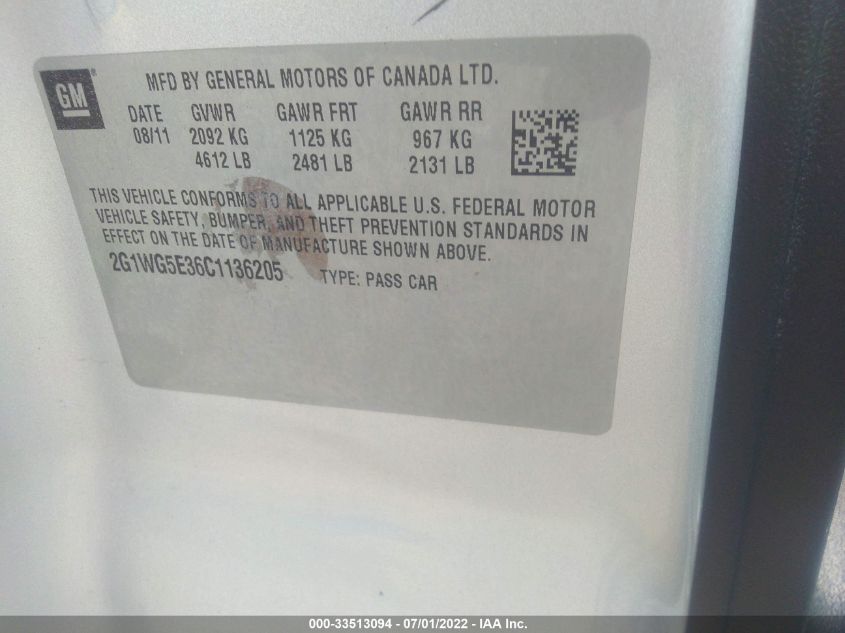 GM ®
MFD BY GENERAL MOTORS OF CANADA LTD.
DATE GVWR GAWR FRT GAWR RR
08/11 2092 KG 1125 KG 967 KG
4612 LB 2481 LB 2131 LB
THIS VEHICLE CONFORMS TO ALL APPLICABLE U.S. FEDERAL MOTOR
VEHICLE SAFETY, BUMPER, AND THEFT PREVENTION STANDARDS IN
EFFECT ON THE DATE OF MANUFACTURE SHOWN ABOVE.
2G1WG5E36C1136205 TYPE: PASS CAR
000-33513094 - 07/01/2022 - IAA Inc.